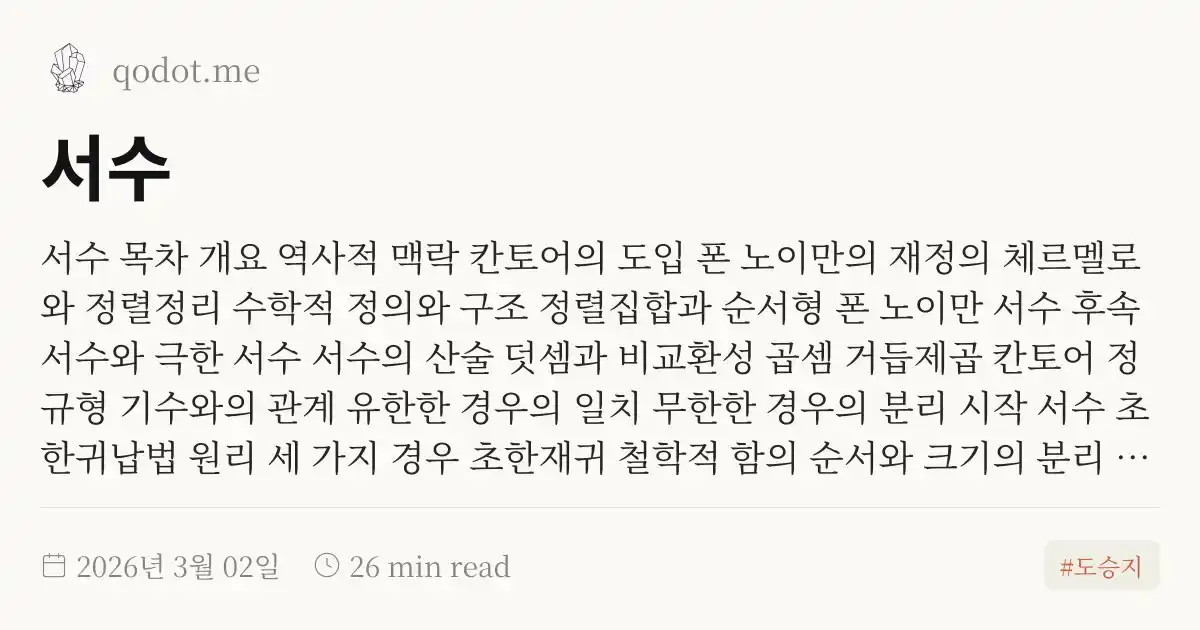 qodot.me
서수
서수 목차 개요 역사적 맥락 칸토어의 도입 폰 노이만의 재정의 체르멜로
와 정렬정리 수학적 정의와 구조 정렬집합과 순서형 폰 노이만 서수 후속
서수와 극한 서수 서수의 산술 덧셈과 비교환성 곱셈 거듭제곱 칸토어 정
규형 기수와의 관계 유한한 경우의 일치 무한한 경우의 분리 시작 서수 초
한귀납법 원리 세 가지 경우 초한재귀 철학적 함의 순서와 크기의 분리 …
2026년 3월 02일 26 min read #도승지